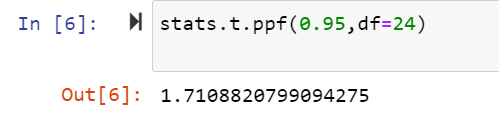 In [6]: stats.t.ppf(0.95,df=24)
Out[6]: 1.7108820799094275